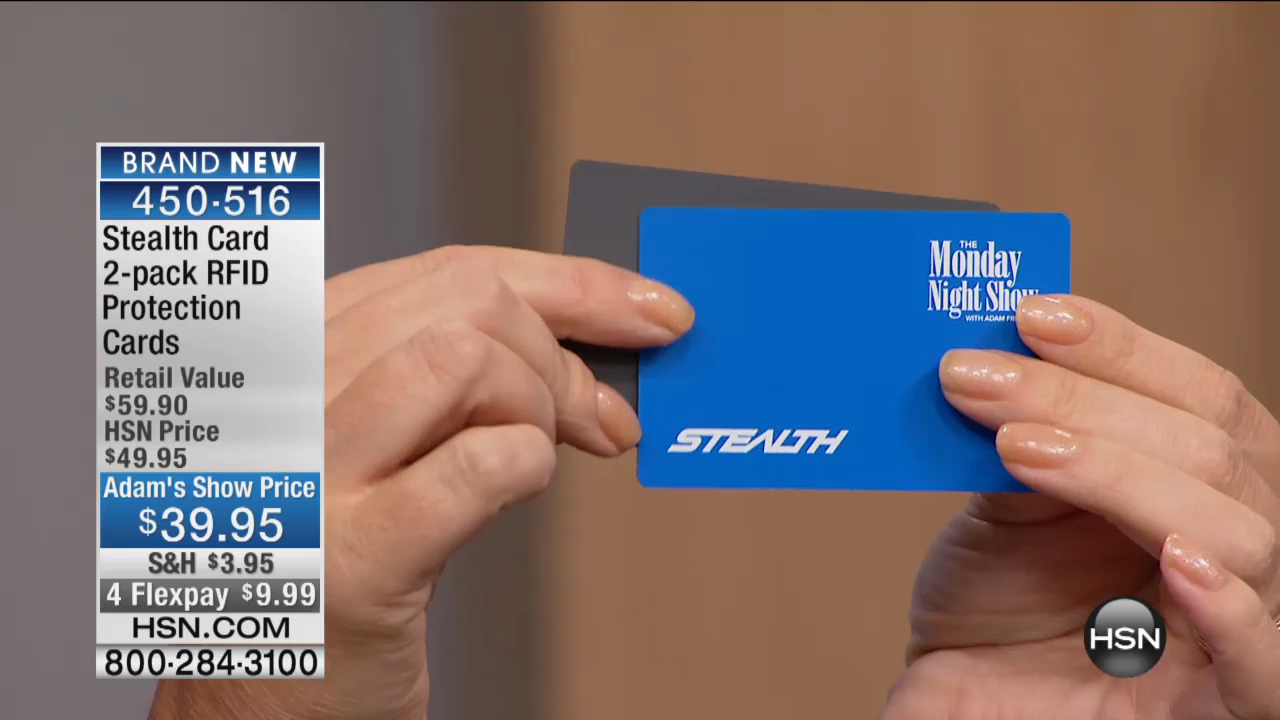 BRAND NEW
450·516
Stealth Card
2-pack RFID
Protection
Cards
Retail Value
$59.90
HSN Price
$49.95
Adam's Show Price
$39.95
S&H $3.95
4 Flexpay $9.99
HSN.COM
800·284·3100
THE
Monday
Night Show
WITH ADAM
STEALTH
HSN